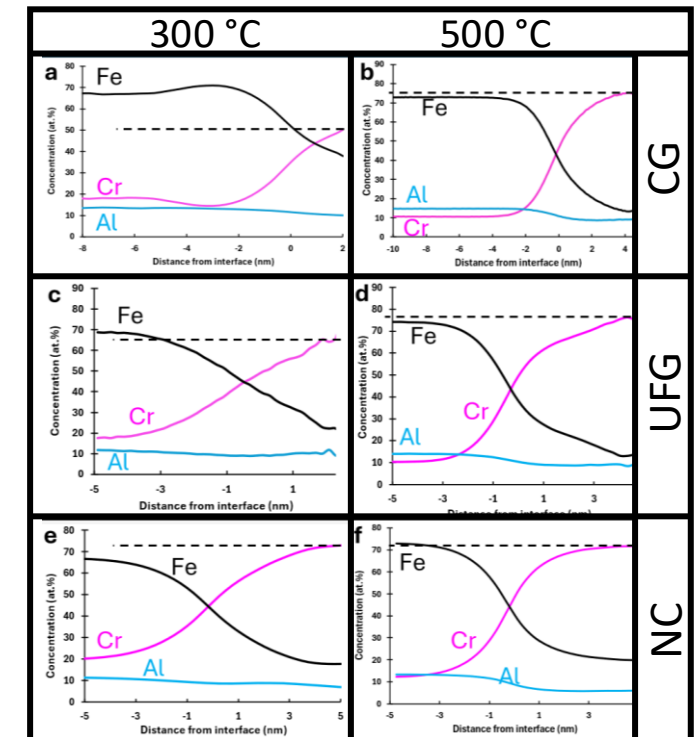 300 °C 500 °C
a
Fe
Cr
Al
Concentration (at.%)
80
70
60
50
40
30
20
10
0
-8 -6 -4 -2 0 2
Distance from interface (nm)
b
Fe
Al
Cr
Concentration (at.%)
90
80
70
60
50
40
30
20
10
0
-10 -8 -6 -4 -2 0 2 4
Distance from interface (nm)
CG
c
Fe
Cr
Al
Concentration (at.%)
90
80
70
60
50
40
30
20
10
0
-5 -3 -1 1
Distance from interface (nm)
d
Fe
Cr
Al
Concentration (at.%)
90
80
70
60
50
40
30
20
10
0
-5 -3 -1 1 3
Distance from interface (nm)
UFG
e
Fe
Cr
Al
Concentration (at.%)
80
70
60
50
40
30
20
10
0
-5 -3 -1 1 3 5
Distance from interface (nm)
f
Fe
Cr
Al
Concentration (at.%)
80
70
60
50
40
30
20
10
0
-5 -3 -1 1 3
Distance from interface (nm)
NC